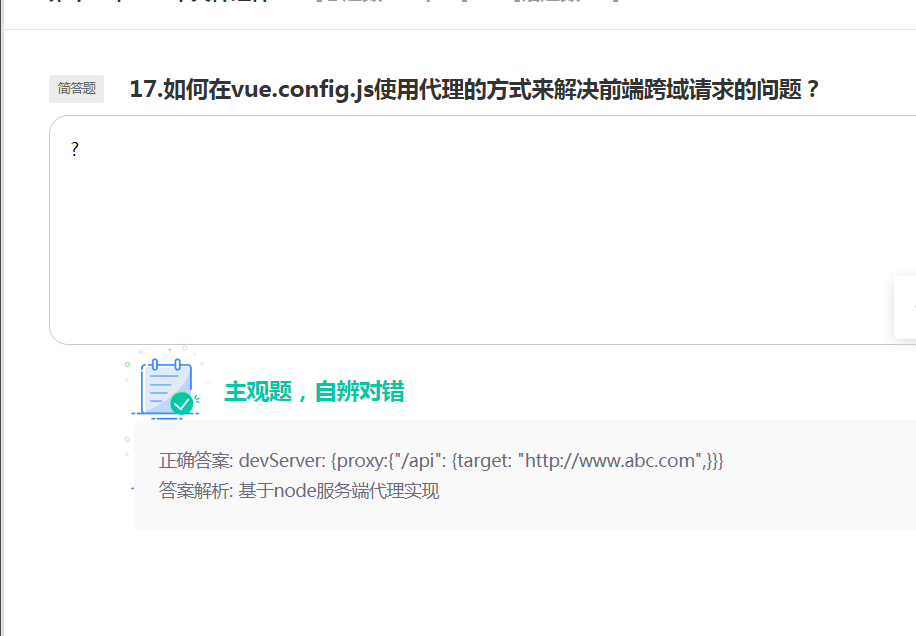 简答题
17.如何在vue.config.js使用代理的方式来解决前端跨域请求的问题？
?
主观题，自辨对错
正确答案: devServer: {proxy:{"/api": {target: "http://www.abc.com",}}}
答案解析: 基于node服务端代理实现